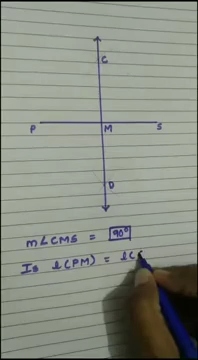 C
P M S
D
m∠CMS = 90°
Is l(PM) = l(